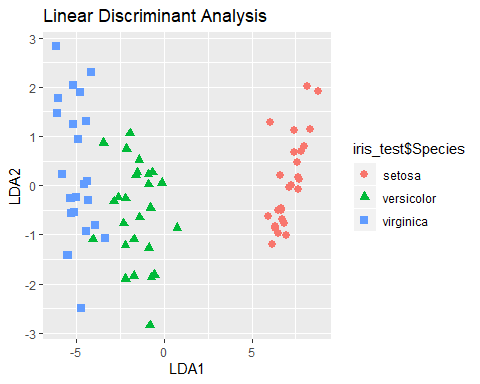 Linear Discriminant Analysis
3
2
1
0
-1
-2
-3
LDA2
-5
0
5
LDA1
iris_test$Species
setosa
versicolor
virginica